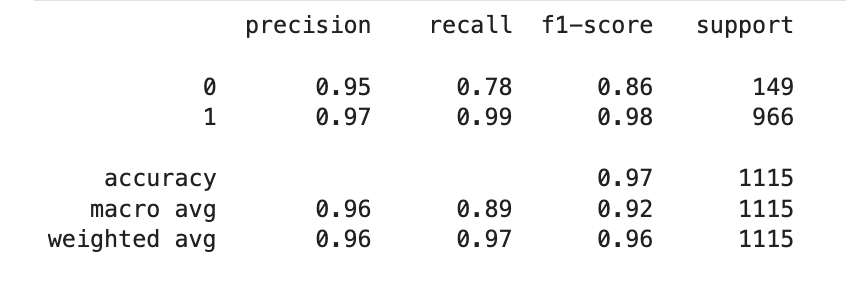 precision recall f1-score support
0 0.95 0.78 0.86 149
1 0.97 0.99 0.98 966
accuracy 0.97 1115
macro avg 0.96 0.89 0.92 1115
weighted avg 0.96 0.97 0.96 1115